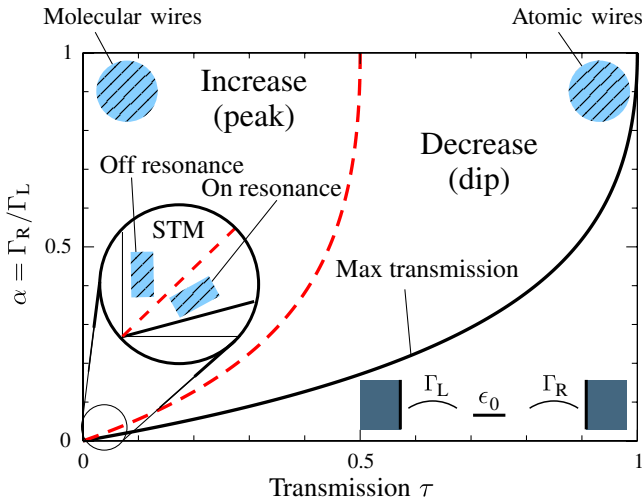 Molecular wires
Atomic wires
1
Increase
(peak)
Decrease
(dip)
Off resonance
On resonance
STM
0.5
Max transmission
α = Γ_R/Γ_L
Γ_L
ϵ_0
Γ_R
0
0
0.5
1
Transmission τ